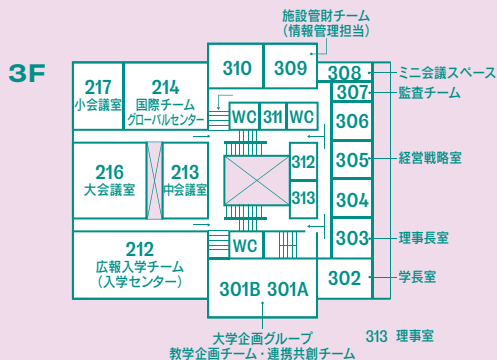 施設管財チーム
(情報管理担当)
3F
310
309
217
小会議室
214
国際チーム
グローバルセンター
308
ミニ会議スペース
307
監査チーム
WC
311
WC
306
216
大会議室
213
中会議室
312
305
経営戦略室
313
304
212
広報入学チーム
(入学センター)
WC
303
理事長室
301B
301A
302
学長室
大学企画グループ
教学企画チーム・連携共創チーム
313 理事室